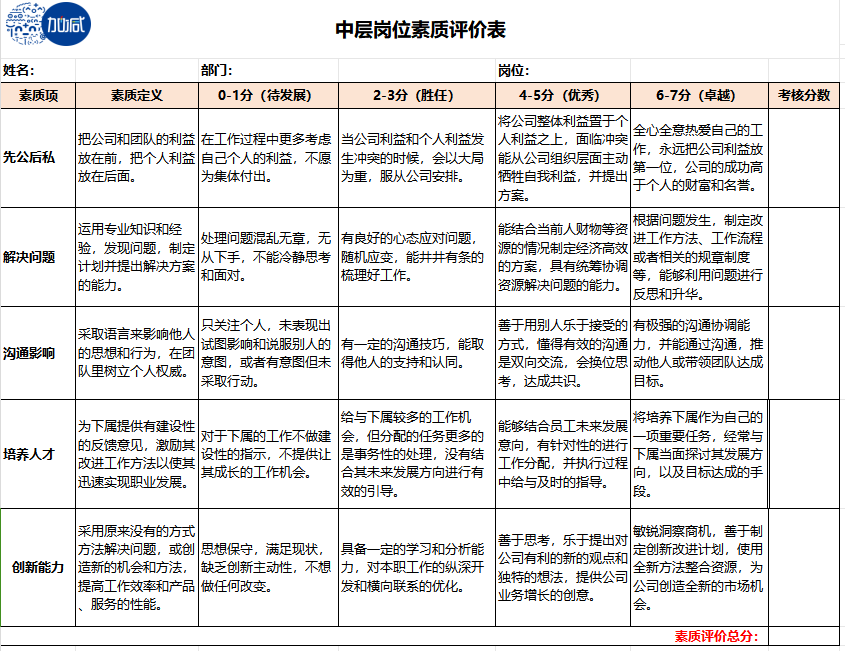 加减
中层岗位素质评价表
姓名： 部门： 岗位：
素质项 素质定义 0-1分（待发展） 2-3分（胜任） 4-5分（优秀） 6-7分（卓越） 考核分数
先公后私
把公司和团队的利益
放在前，把个人利益
放在后面。
在工作过程中更多考虑
自己个人的利益，不愿
为集体付出。
当公司利益和个人利益发
生冲突的时候，会以大局
为重，服从公司安排。
将公司整体利益置于个
人利益之上，面临冲突
能从公司组织层面主动
牺牲自我利益，并提出
方案。
全心全意热爱自己的工
作，永远把公司利益放
第一位，公司的成功高
于个人的财富和名誉。
解决问题
运用专业知识和经
验，发现问题，制定
计划并提出解决方案
的能力。
处理问题混乱无章，无
从下手，不能冷静思考
和面对。
有良好的心态应对问题，
随机应变，能井井有条的
梳理好工作。
能结合当前人财物等资
源的情况制定经济高效
的方案，具有统筹协调
资源解决问题的能力。
根据问题发生，制定改
进工作方法、工作流程
或者相关的规章制度
等，能够利用问题进行
反思和升华。
沟通影响
采取语言来影响他人
的思想和行为，在团
队里树立个人权威。
只关注个人，未表现出
试图影响和说服别人的
意图，或者有意图但未
采取行动。
有一定的沟通技巧，能取
得他人的支持和认同。
善于用别人乐于接受的
方式，懂得有效的沟通
是双向交流，会换位思
考，达成共识。
有极强的沟通协调能
力，并能通过沟通，推
动他人或带领团队达成
目标。
培养人才
为下属提供有建设性
的反馈意见，激励其
改进工作方法以使其
迅速实现职业发展。
对于下属的工作不做建
设性的指示，不提供让
其成长的工作机会。
给与下属较多的工作机
会，但分配的任务更多的
是事务性的处理，没有结
合其未来发展方向进行有
效的引导。
能够结合员工未来发展
意向，有针对性的进行
工作分配，并执行过程
中给与及时的指导。
将培养下属作为自己的
一项重要任务，经常与
下属当面探讨其发展方
向，以及目标达成的手
段。
创新能力
采用原来没有的方式
方法解决问题，或创
造新的机会和方法，
提高工作效率和产品
、服务的性能。
思想保守，满足现状，
缺乏创新主动性，不想
做任何改变。
具备一定的学习和分析能
力，对本职工作的纵深开
发和横向联系的优化。
善于思考，乐于提出对
公司有利的新的观点和
独特的想法，提供公司
业务增长的创意。
敏锐洞察商机，善于制
定创新改进计划，使用
全新方法整合资源，为
公司创造全新的市场机
会。
素质评价总分：